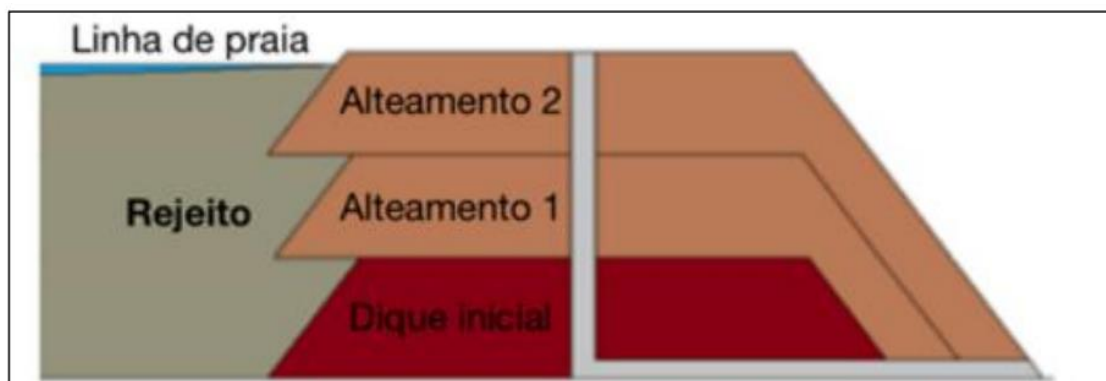 Linha de praia
Alteamento 2
Rejeito
Alteamento 1
Dique inicial